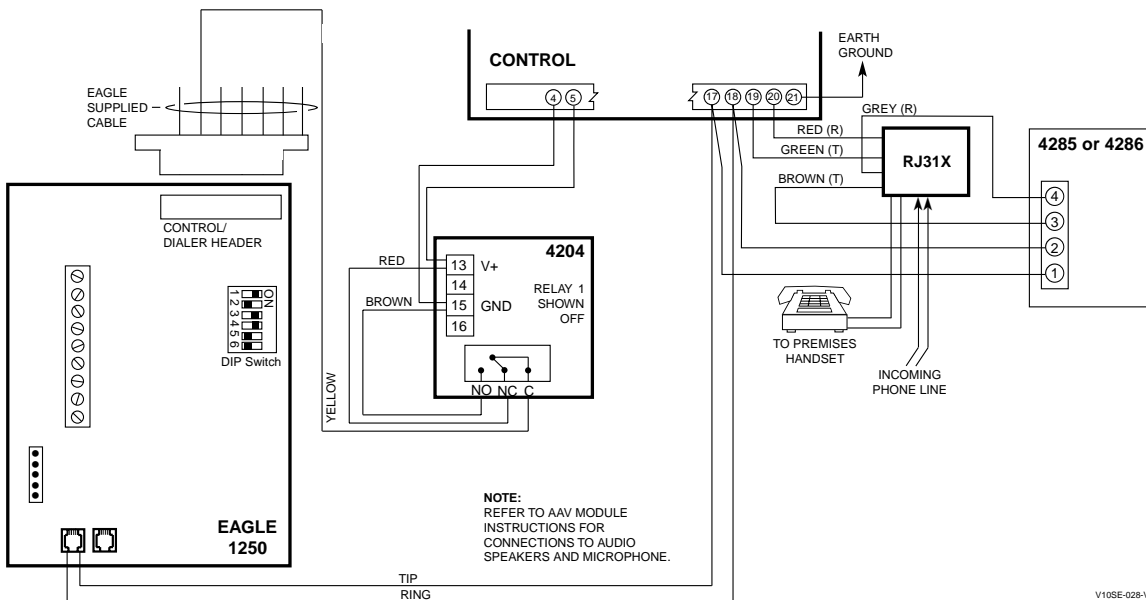 EAGLE
SUPPLIED
CABLE
CONTROL
4 5
17 18 19 20 21
EARTH
GROUND
GREY (R)
RED (R)
GREEN (T)
BROWN (T)
RJ31X
4285 or 4286
4
3
2
1
CONTROL/
DIALER HEADER
ON
1 2 3 4 5 6
DIP Switch
EAGLE
1250
YELLOW
RED
BROWN
4204
13 V+
14
15 GND
16
RELAY 1
SHOWN
OFF
NO NC C
TO PREMISES
HANDSET
INCOMING
PHONE LINE
NOTE:
REFER TO AAV MODULE
INSTRUCTIONS FOR
CONNECTIONS TO AUDIO
SPEAKERS AND MICROPHONE.
TIP
RING